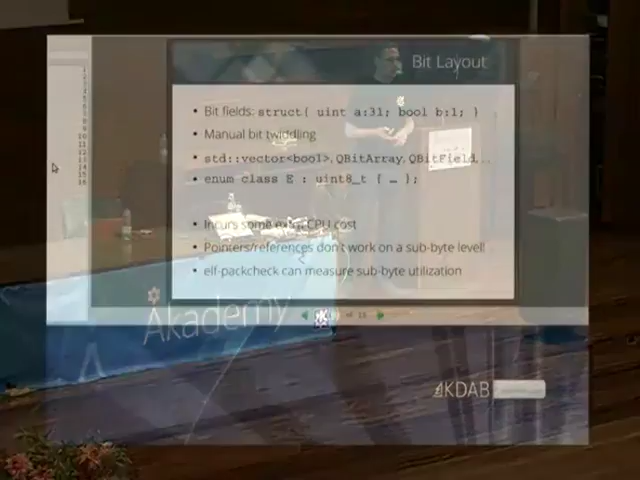 Bit Layout
• Bit fields: struct{ uint a:31; bool b:1; }
• Manual bit twiddling
• std::vector<bool>, QBitArray, QBitField...
• enum class E : uint8_t { … };
• Incurs some extra CPU cost
• Pointers/references don't work on a sub-byte level!
• elf-packcheck can measure sub-byte utilization
of 15
Akademy
KDAB